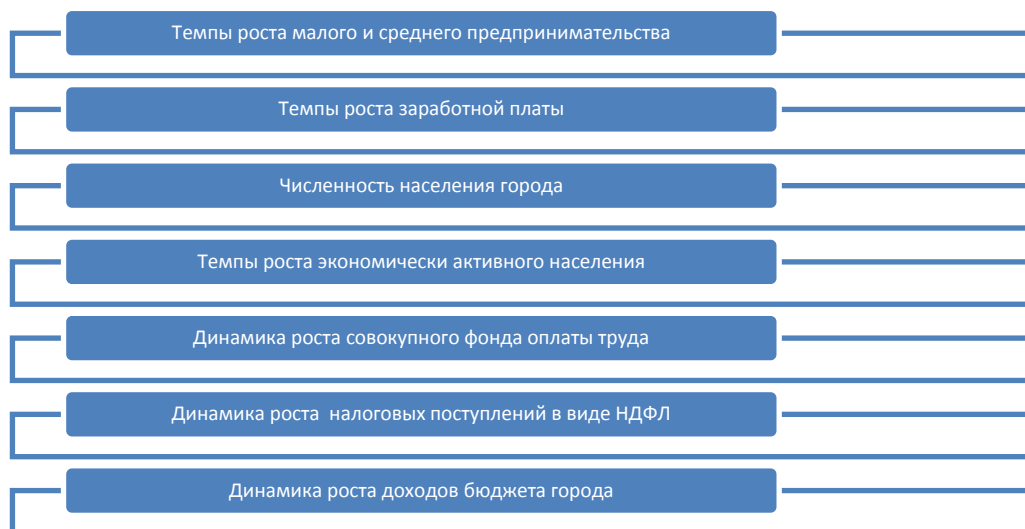 Темпы роста малого и среднего предпринимательства
Темпы роста заработной платы
Численность населения города
Темпы роста экономически активного населения
Динамика роста совокупного фонда оплаты труда
Динамика роста  налоговых поступлений в виде НДФЛ
Динамика роста доходов бюджета города